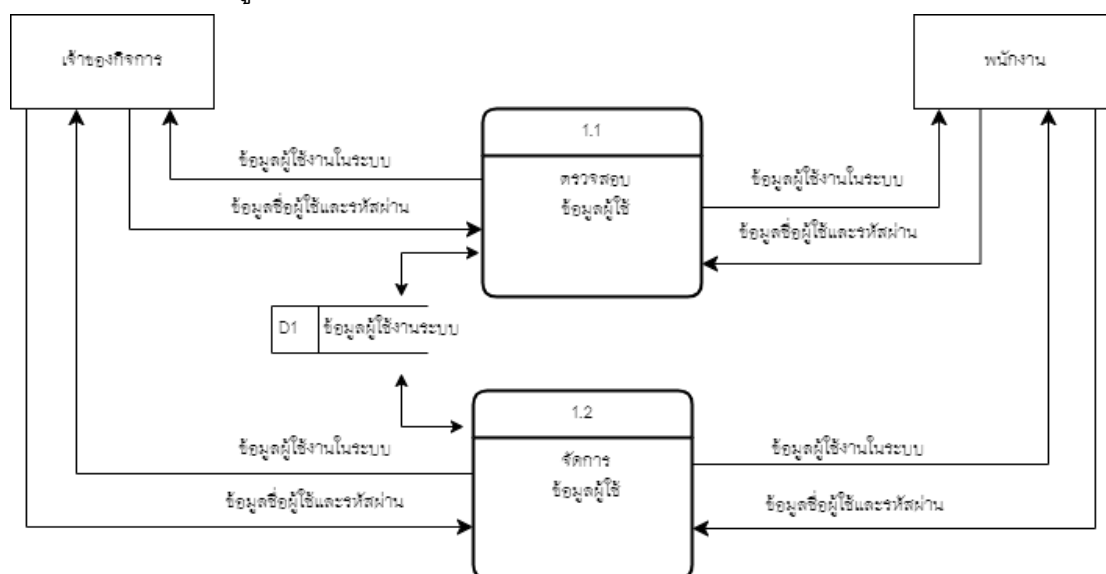 เจ้าของกิจการ
พนักงาน
1.1
ตรวจสอบ
ข้อมูลผู้ใช้
ข้อมูลผู้ใช้งานในระบบ
ข้อมูลชื่อผู้ใช้และรหัสผ่าน
ข้อมูลผู้ใช้งานในระบบ
ข้อมูลชื่อผู้ใช้และรหัสผ่าน
D1
ข้อมูลผู้ใช้งานระบบ
1.2
จัดการ
ข้อมูลผู้ใช้
ข้อมูลผู้ใช้งานในระบบ
ข้อมูลชื่อผู้ใช้และรหัสผ่าน
ข้อมูลผู้ใช้งานในระบบ
ข้อมูลชื่อผู้ใช้และรหัสผ่าน